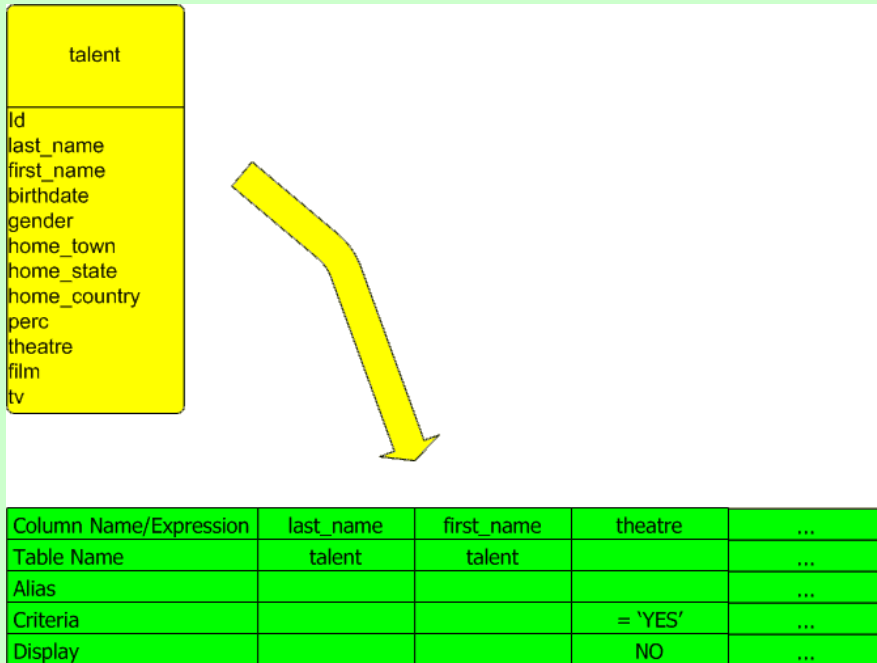 talent
Id
last_name
first_name
birthdate
gender
home_town
home_state
home_country
perc
theatre
film
tv
Column Name/Expression last_name first_name theatre ...
Table Name talent talent ...
Alias ...
Criteria = ‘YES’ ...
Display NO ...